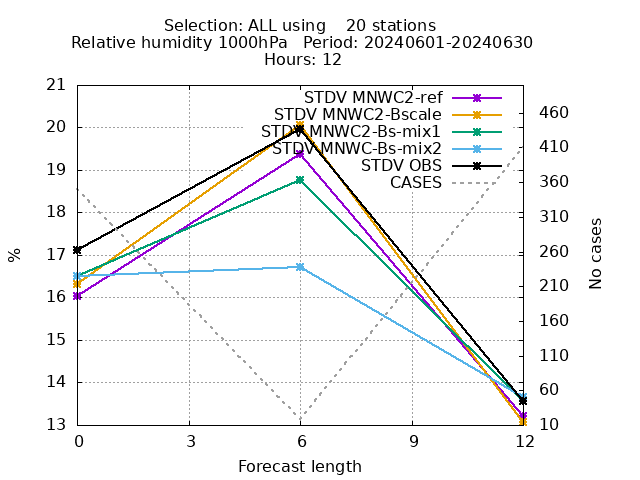 Selection: ALL using    20 stations
Relative humidity 1000hPa   Period: 20240601-20240630
Hours: 12
STDV MNWC2-ref
STDV MNWC2-Bscale
STDV MNWC2-Bs-mix1
STDV MNWC-Bs-mix2
STDV OBS
CASES
21
20
19
18
17
16
15
14
13
%
460
410
360
310
260
210
160
110
60
10
No cases
0 3 6 9 12
Forecast length